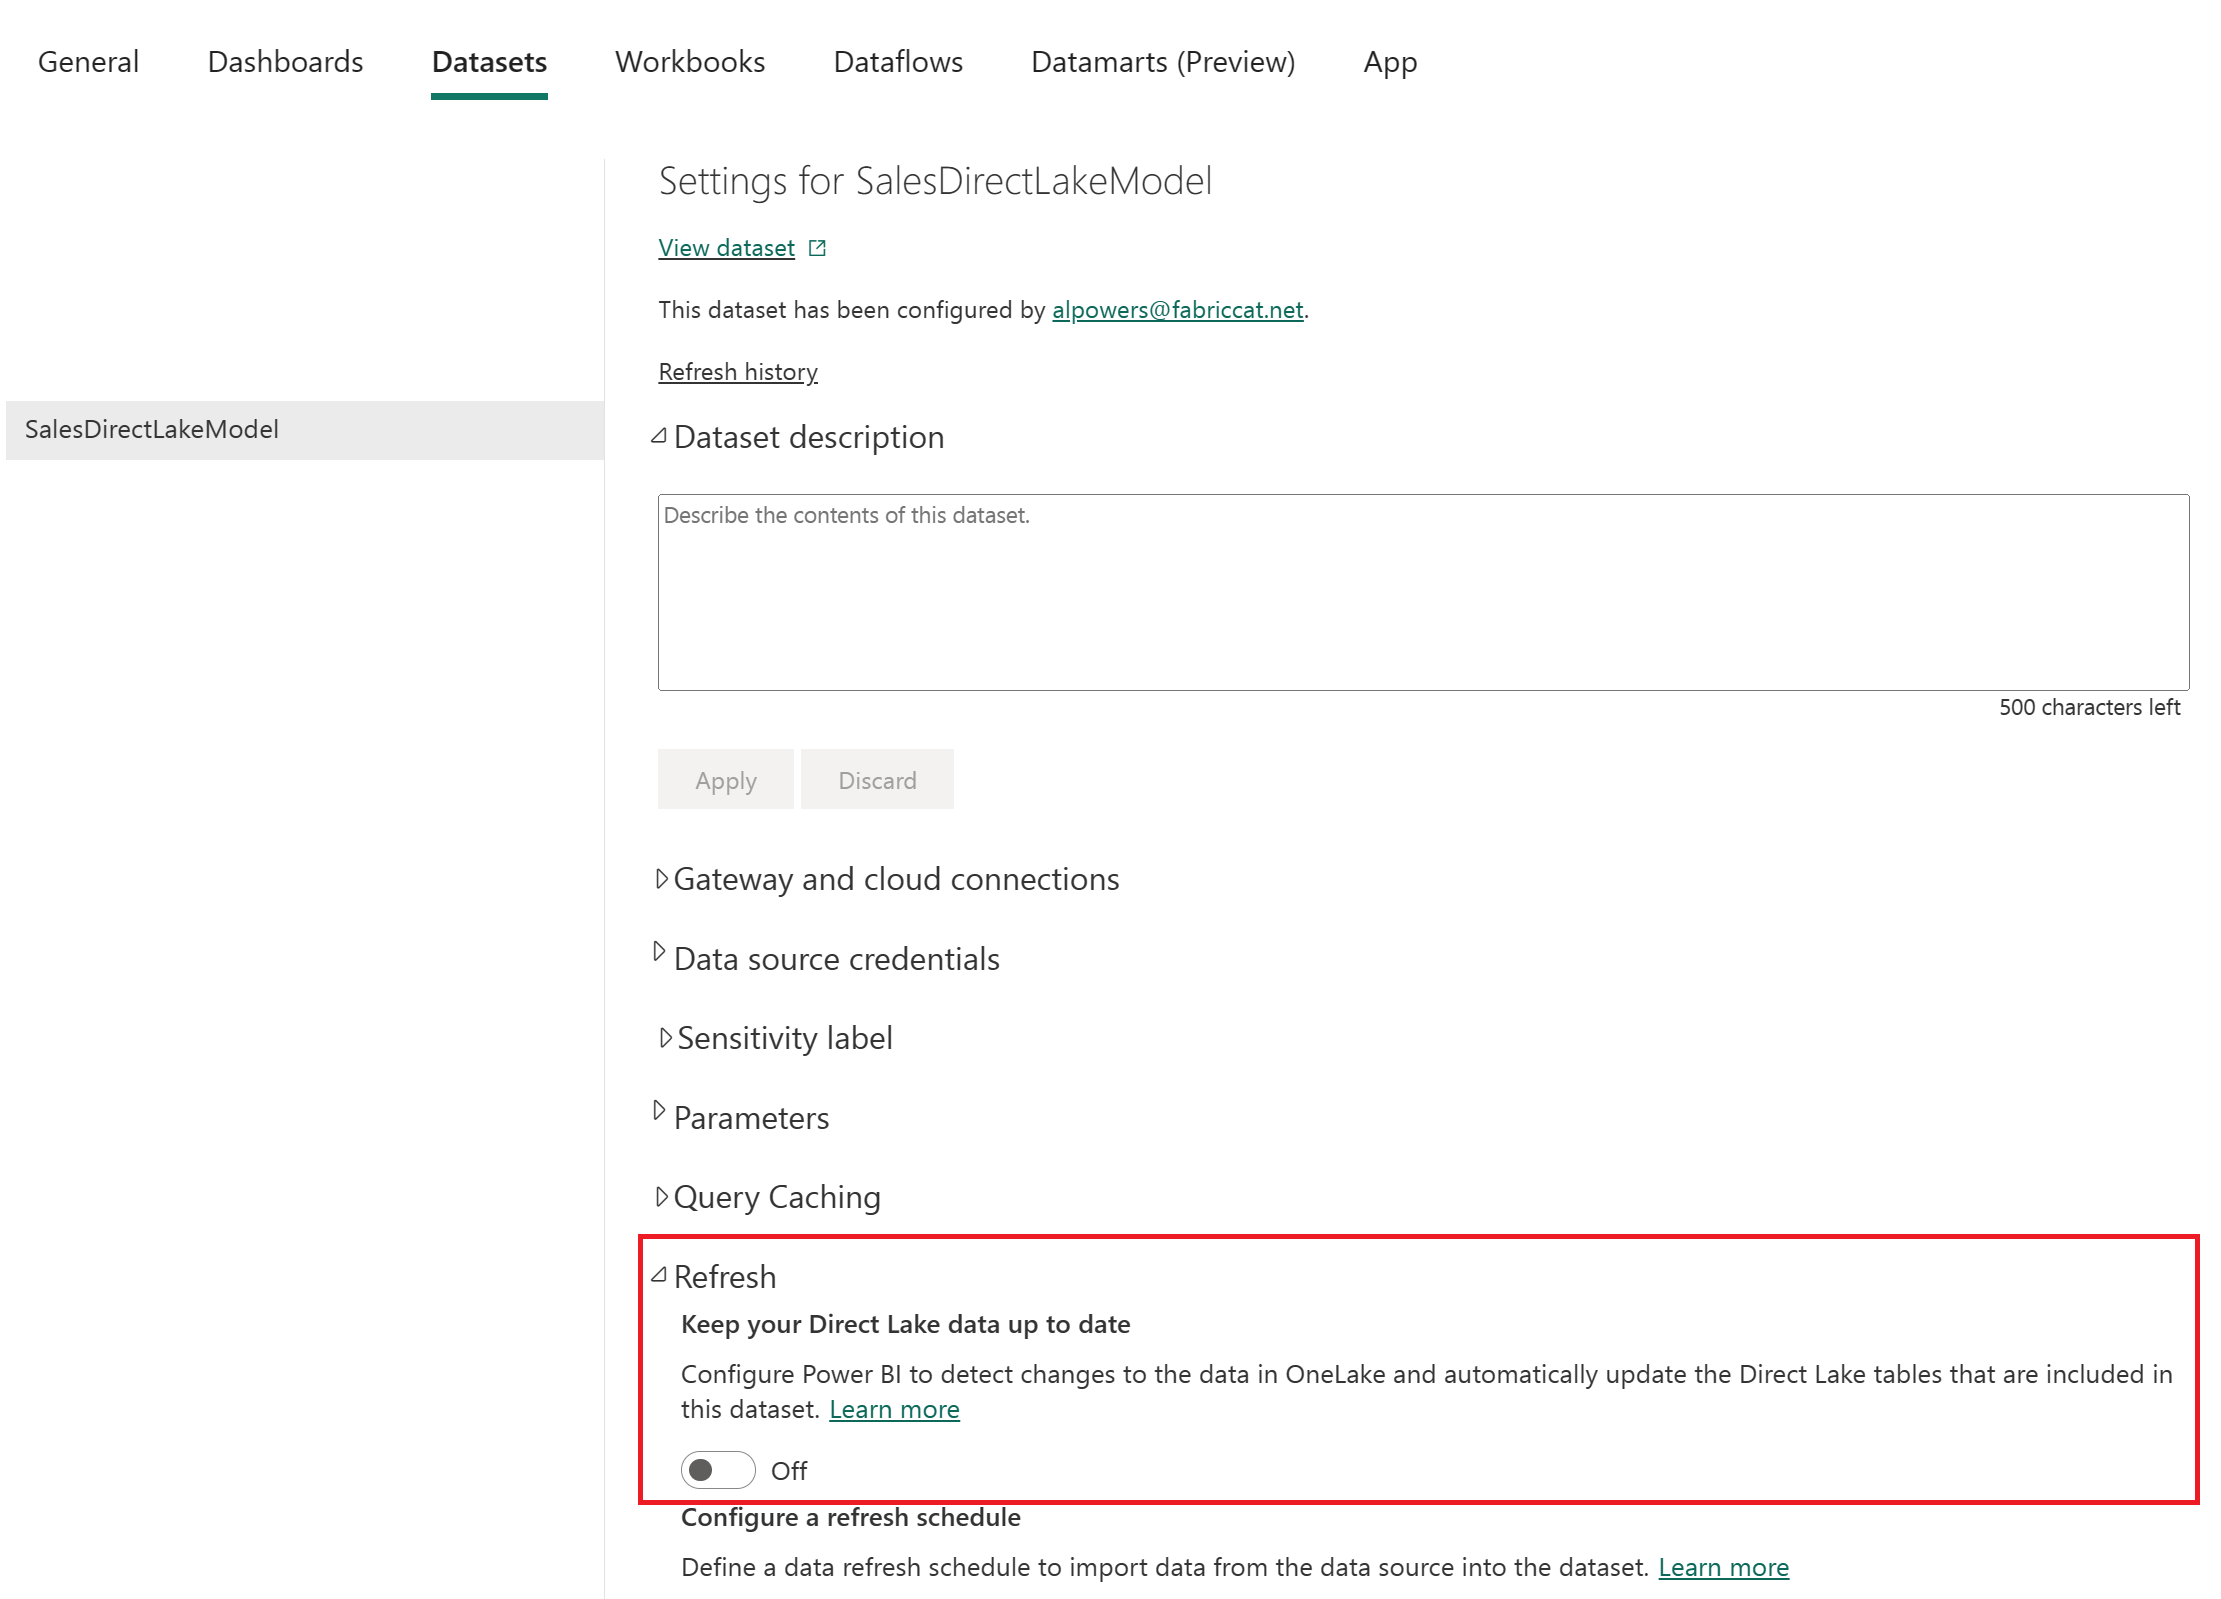 General Dashboards Datasets Workbooks Dataflows Datamarts (Preview) App
SalesDirectLakeModel
Settings for SalesDirectLakeModel
View dataset
This dataset has been configured by alpowers@fabriccat.net.
Refresh history
Dataset description
Describe the contents of this dataset.
500 characters left
Apply Discard
Gateway and cloud connections
Data source credentials
Sensitivity label
Parameters
Query Caching
Refresh
Keep your Direct Lake data up to date
Configure Power BI to detect changes to the data in OneLake and automatically update the Direct Lake tables that are included in
this dataset. Learn more
Off
Configure a refresh schedule
Define a data refresh schedule to import data from the data source into the dataset. Learn more